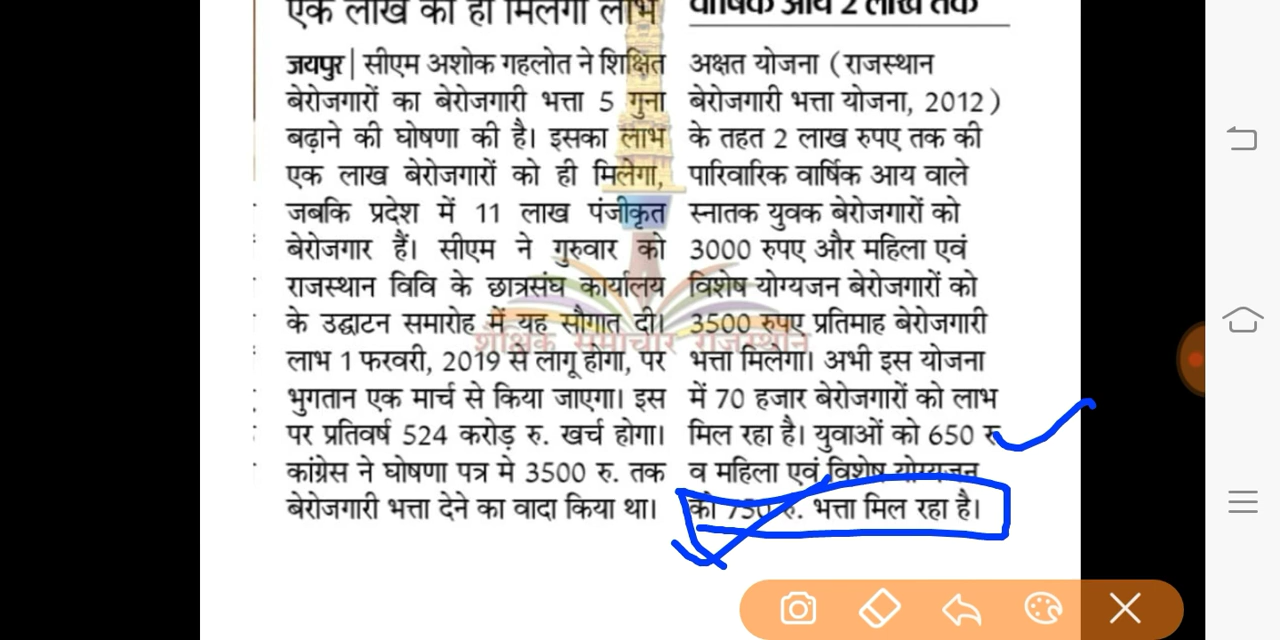 एक लाख को ही मिलेगा लाभ
जयपुर | सीएम अशोक गहलोत ने शिक्षित
बेरोजगारों का बेरोजगारी भत्ता 5 गुना
बढ़ाने की घोषणा की है। इसका लाभ
एक लाख बेरोजगारों को ही मिलेगा,
जबकि प्रदेश में 11 लाख पंजीकृत
बेरोजगार हैं। सीएम ने गुरुवार को
राजस्थान विवि के छात्रसंघ कार्यालय
के उद्घाटन समारोह में यह सौगात दी।
लाभ 1 फरवरी, 2019 से लागू होगा, पर
भुगतान एक मार्च से किया जाएगा। इस
पर प्रतिवर्ष 524 करोड़ रु. खर्च होगा।
कांग्रेस ने घोषणा पत्र मे 3500 रु. तक
बेरोजगारी भत्ता देने का वादा किया था।
वार्षिक आय 2 लाख तक
अक्षत योजना (राजस्थान
बेरोजगारी भत्ता योजना, 2012)
के तहत 2 लाख रुपए तक की
पारिवारिक वार्षिक आय वाले
स्नातक युवक बेरोजगारों को
3000 रुपए और महिला एवं
विशेष योग्यजन बेरोजगारों को
3500 रुपए प्रतिमाह बेरोजगारी
भत्ता मिलेगा। अभी इस योजना
में 70 हजार बेरोजगारों को लाभ
मिल रहा है। युवाओं को 650 रु
व महिला एवं विशेष योग्यजन
को 750 रु. भत्ता मिल रहा है।
शैक्षिक समाचार राजस्थान